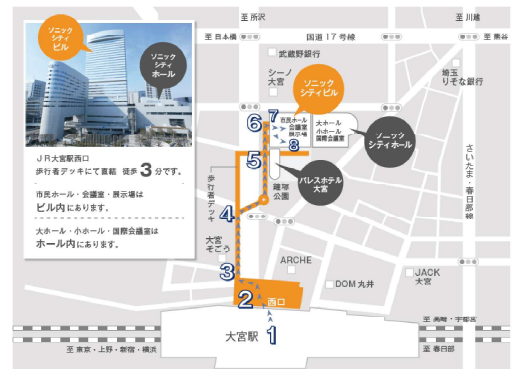 ソニック
シティ
ビル
ソニック
シティ
ホール
JR大宮駅西口
歩行者デッキにて直結 徒歩3分です。
市民ホール・会議室・展示場は
ビル内にあります。
大ホール・小ホール・国際会議室は
ホール内にあります。
至 所沢
至 川越
至 日本橋
国道17号線
至 熊谷
武蔵野銀行
シーノ
大宮
ソニック
シティビル
埼玉
りそな銀行
6
7
市民ホール
会議室
展示場
8
大ホール
小ホール
国際会議室
ソニック
シティホール
5
パレスホテル
大宮
鐘塚
公園
歩行者デッキ
さいたま・春日部線
4
大宮
そごう
3
ARCHE
JACK
大宮
DOM 丸井
2
西口
1
大宮駅
至 高崎・宇都宮
至 東京・上野・新宿・横浜
至 春日部